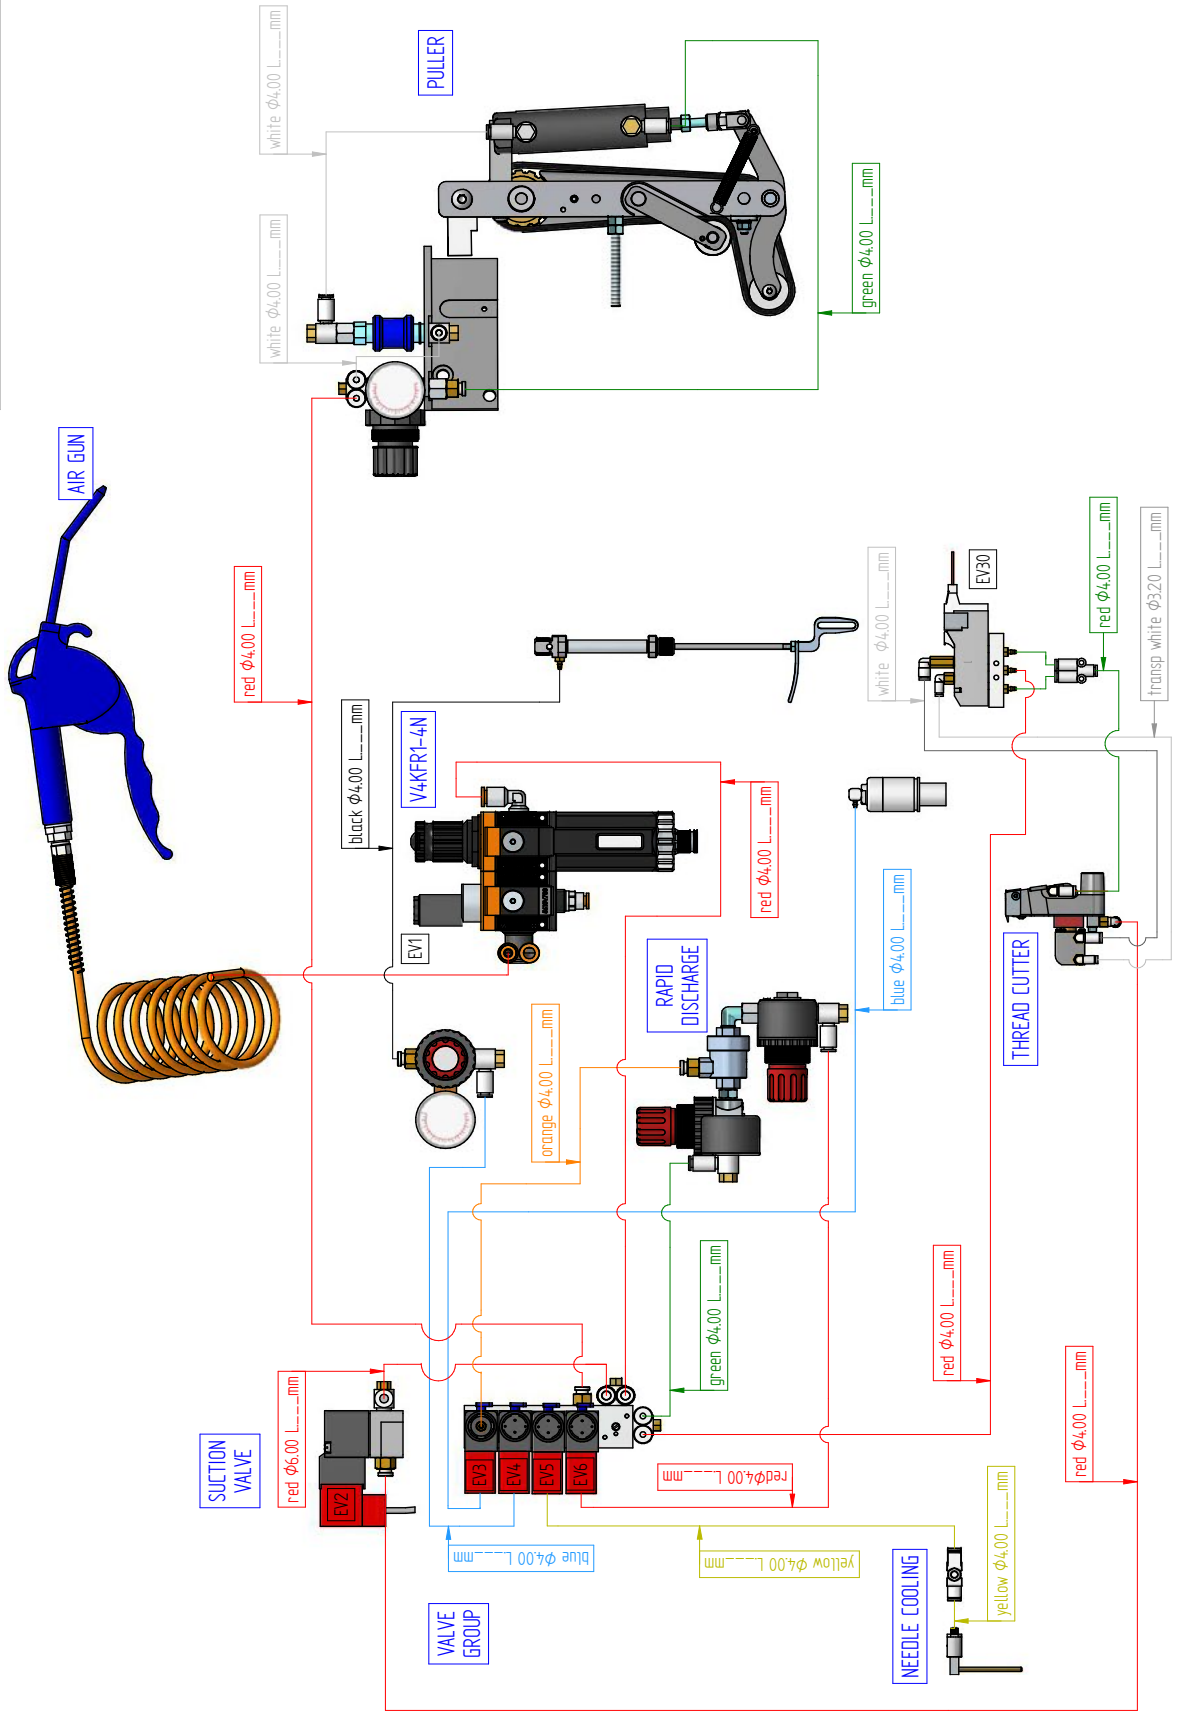 AIR GUN
SUCTION
VALVE
red Φ4.00 L___mm
white Φ4.00 L___mm
white Φ4.00 L___mm
red Φ6.00 L___mm
EV2
black Φ4.00 L___mm
EV1
V4KFR1-4N
PULLER
VALVE
GROUP
EV3
EV4
EV5
EV6
blue Φ4.00 L____mm
orange Φ4.00 L___mm
RAPID
DISCHARGE
redΦ4.00 L___mm
green Φ4.00 L___mm
red Φ4.00 L___mm
yellow Φ4.00 L____mm
green Φ4.00 L___mm
blue Φ4.00 L___mm
white Φ4.00 L___mm
NEEDLE COOLING
red Φ4.00 L___mm
EV30
yellow Φ4.00 L___mm
THREAD CUTTER
red Φ4.00 L___mm
red Φ4.00 L___mm
transp white Φ3.20 L___mm